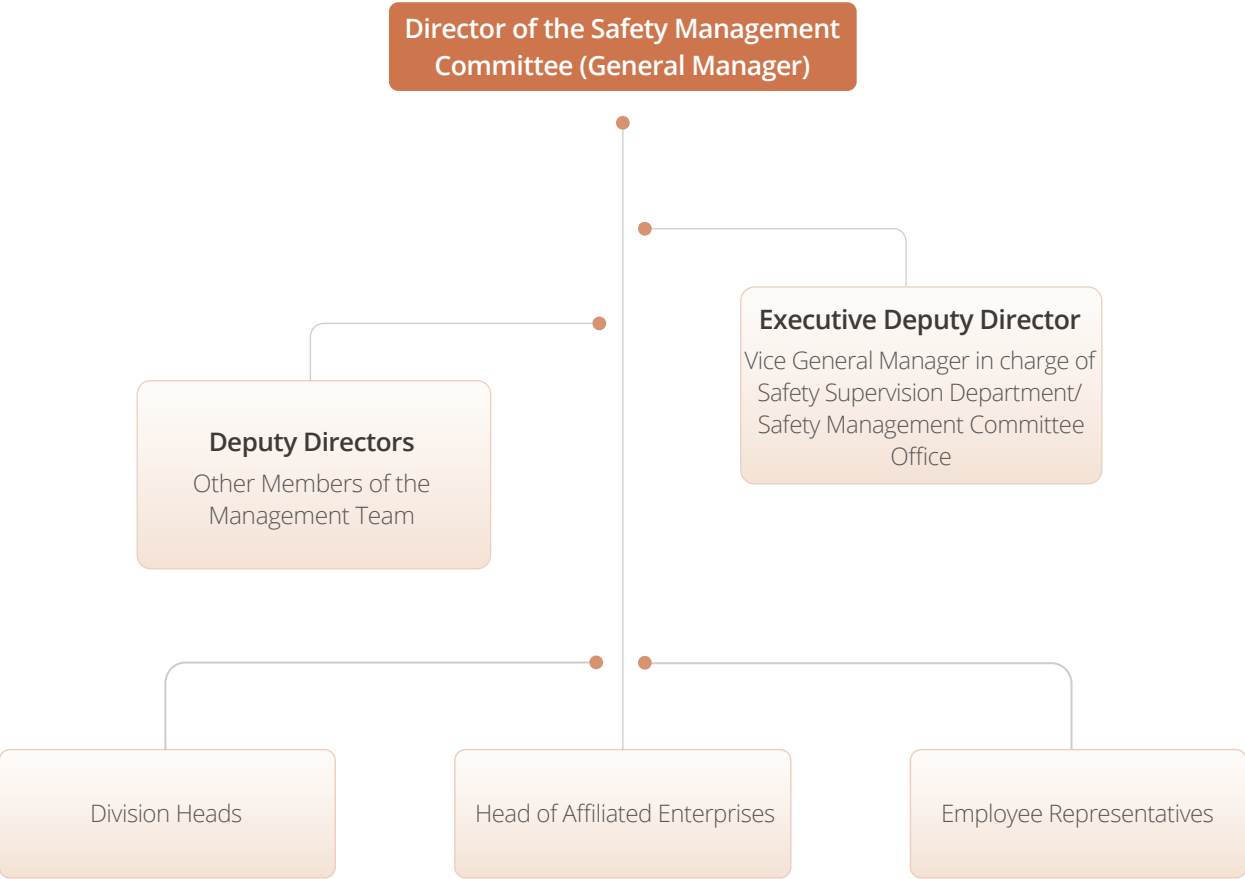 Director of the Safety Management
Committee (General Manager)
Executive Deputy Director
Vice General Manager in charge of
Safety Supervision Department/
Safety Management Committee
Office
Deputy Directors
Other Members of the
Management Team
Division Heads
Head of Affiliated Enterprises
Employee Representatives